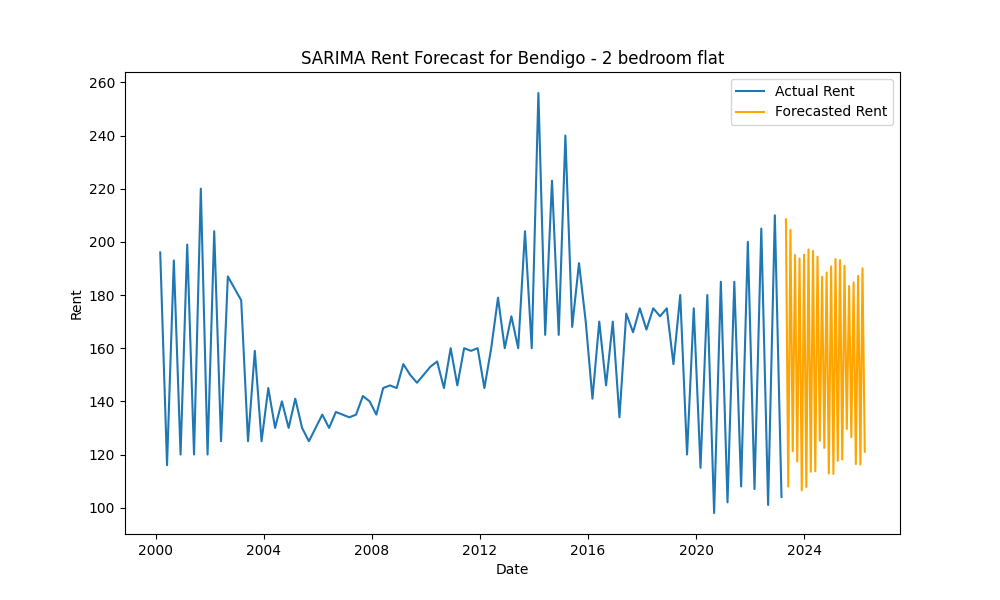 SARIMA Rent Forecast for Bendigo - 2 bedroom flat
Actual Rent
Forecasted Rent
260
240
220
200
180
160
140
120
100
Rent
2000 2004 2008 2012 2016 2020 2024
Date